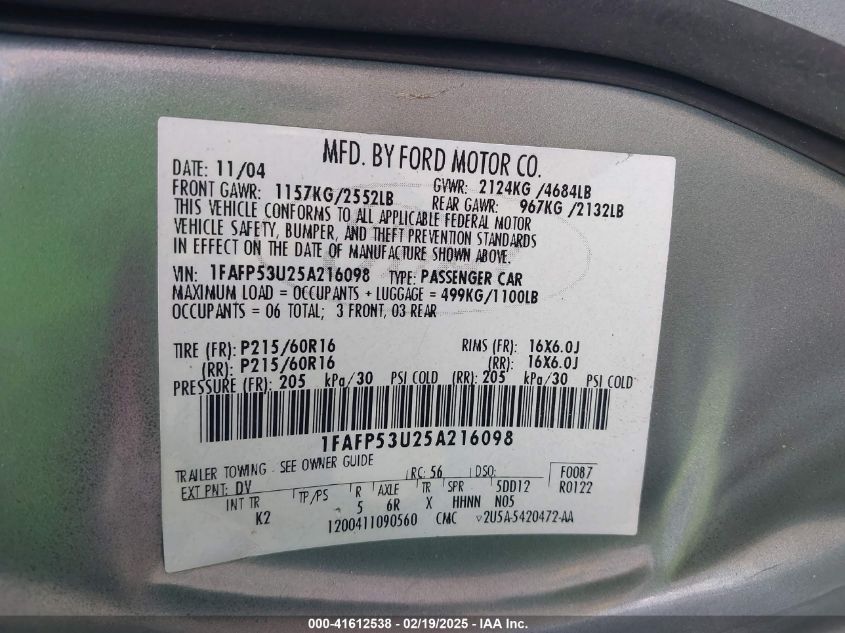 MFD. BY FORD MOTOR CO.
DATE: 11/04 GVWR: 2124KG /4684LB
FRONT GAWR: 1157KG/2552LB REAR GAWR: 967KG /2132LB
THIS VEHICLE CONFORMS TO ALL APPLICABLE FEDERAL MOTOR
VEHICLE SAFETY, BUMPER, AND THEFT PREVENTION STANDARDS
IN EFFECT ON THE DATE OF MANUFACTURE SHOWN ABOVE.
VIN: 1FAFP53U25A216098 TYPE: PASSENGER CAR
MAXIMUM LOAD = OCCUPANTS + LUGGAGE = 499KG/1100LB
OCCUPANTS = 06 TOTAL; 3 FRONT, 03 REAR
TIRE (FR): P215/60R16 RIMS (FR): 16X6.0J
(RR): P215/60R16 (RR): 16X6.0J
PRESSURE (FR): 205 kPa/30 PSI COLD (RR): 205 kPa/30 PSI COLD
1FAFP53U25A216098
TRAILER TOWING - SEE OWNER GUIDE RC: 56 DSO: F0087
EXT PNT: DV R0122
INT TR TP/PS R AXLE TR SPR 5DD12
K2 5 6R X HHNN N05
1200411090560 CMC 2U5A-5420472-AA
000-41612538 - 02/19/2025 - IAA Inc.